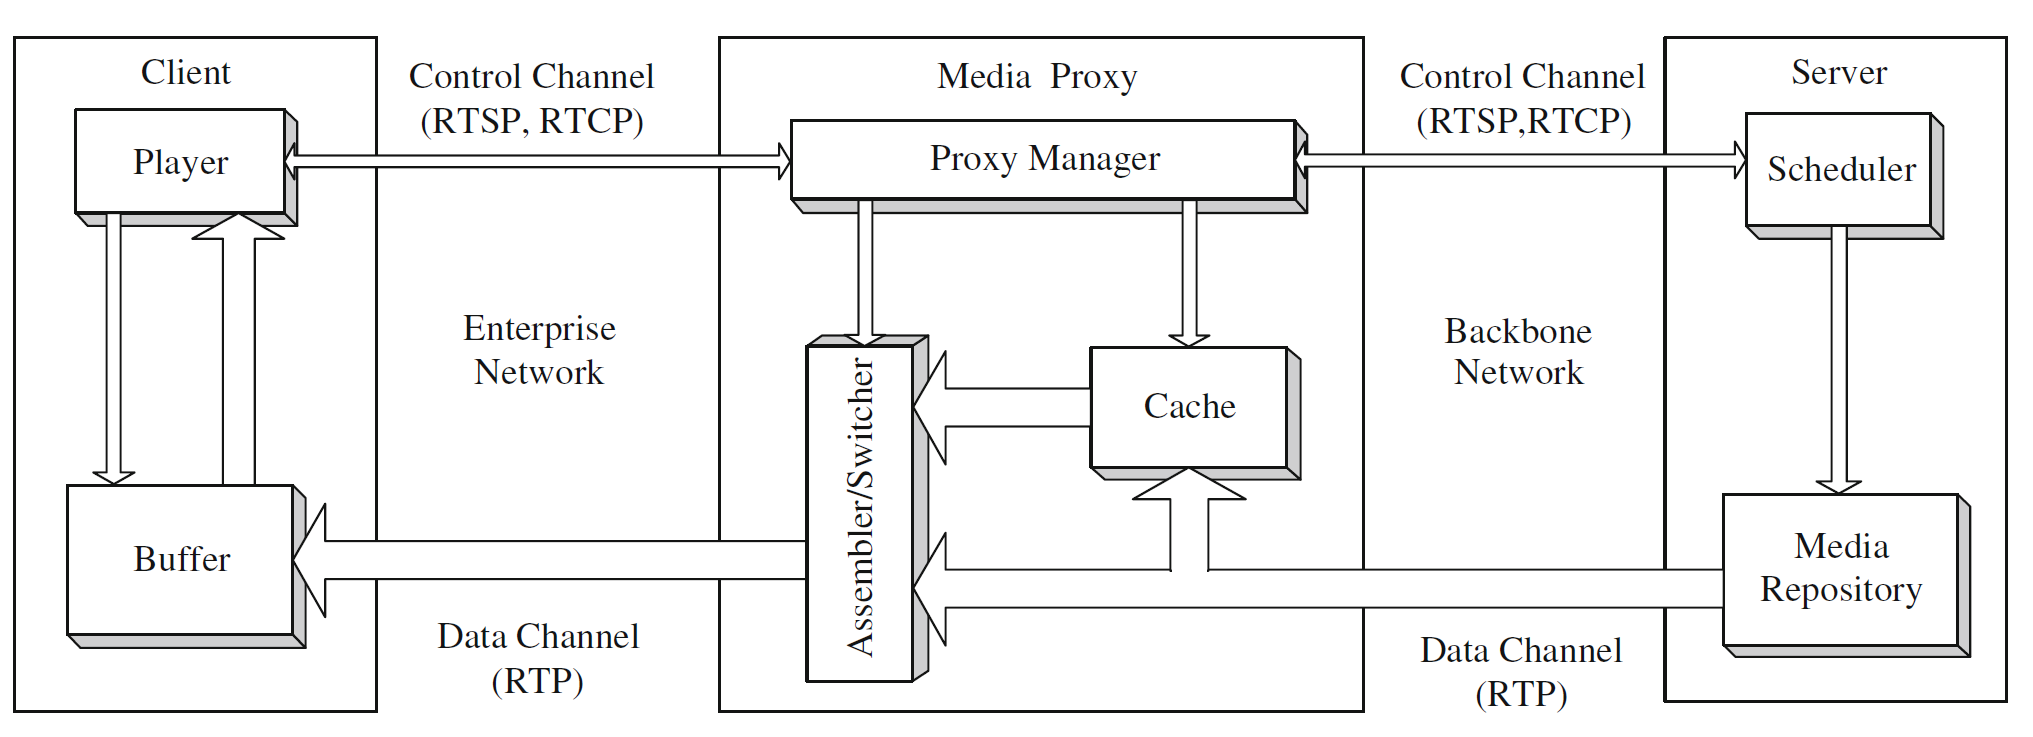 Client
Player
Buffer
Control Channel
(RTSP, RTCP)
Enterprise
Network
Data Channel
(RTP)
Media Proxy
Proxy Manager
Assembler/Switcher
Cache
Control Channel
(RTSP,RTCP)
Backbone
Network
Data Channel
(RTP)
Server
Scheduler
Media
Repository